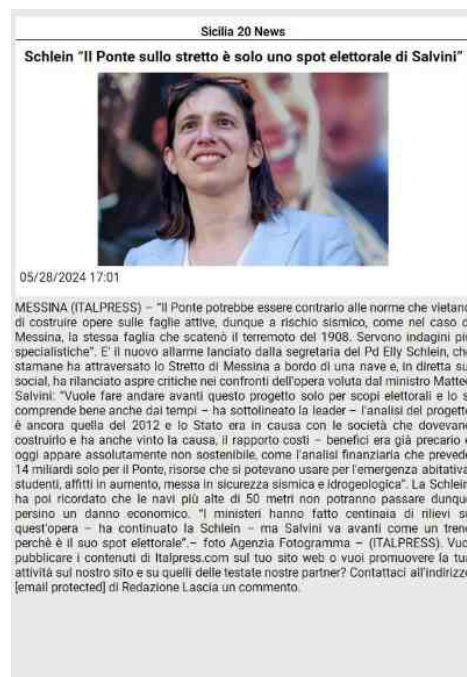 Sicilia 20 News
Schlein “Il Ponte sullo stretto è solo uno spot elettorale di Salvini”
05/28/2024 17:01
MESSINA (ITALPRESS) – “Il Ponte potrebbe essere contrario alle norme che vietano
di costruire opere sulle faglie attive, dunque a rischio sismico, come nel caso d
Messina, la stessa faglia che scatenò il terremoto del 1908. Servono indagini più
specialistiche”. E’ il nuovo allarme lanciato dalla segretaria del Pd Elly Schlein, che
stamane ha attraversato lo Stretto di Messina a bordo di una nave e, in diretta su
social, ha rilanciato aspre critiche nei confronti dell’opera voluta dal ministro Matteo
Salvini: “Vuole fare andare avanti questo progetto solo per scopi elettorali e lo s
comprende bene anche dai tempi – ha sottolineato la leader – l’analisi del progetto
è ancora quella del 2012 e lo Stato era in causa con le società che dovevano
costruirlo e ha anche vinto la causa, il rapporto costi – benefici era già precario e
oggi appare assolutamente non sostenibile, come l’analisi finanziaria che prevede
14 miliardi solo per il Ponte, risorse che si potevano usare per l’emergenza abitativa
studenti, affitti in aumento, messa in sicurezza sismica e idrogeologica”. La Schlein
ha poi ricordato che le navi più alte di 50 metri non potranno passare dunque
persino un danno economico. “I ministeri hanno fatto centinaia di rilievi su
quest’opera – ha continuato la Schlein – ma Salvini va avanti come un treno
perchè è il suo spot elettorale”.– foto Agenzia Fotogramma – (ITALPRESS). Vuo
pubblicare i contenuti di Italpress.com sul tuo sito web o vuoi promuovere la tua
attività sul nostro sito e su quelli delle testate nostre partner? Contattaci all’indirizzo
[email protected] di Redazione Lascia un commento.